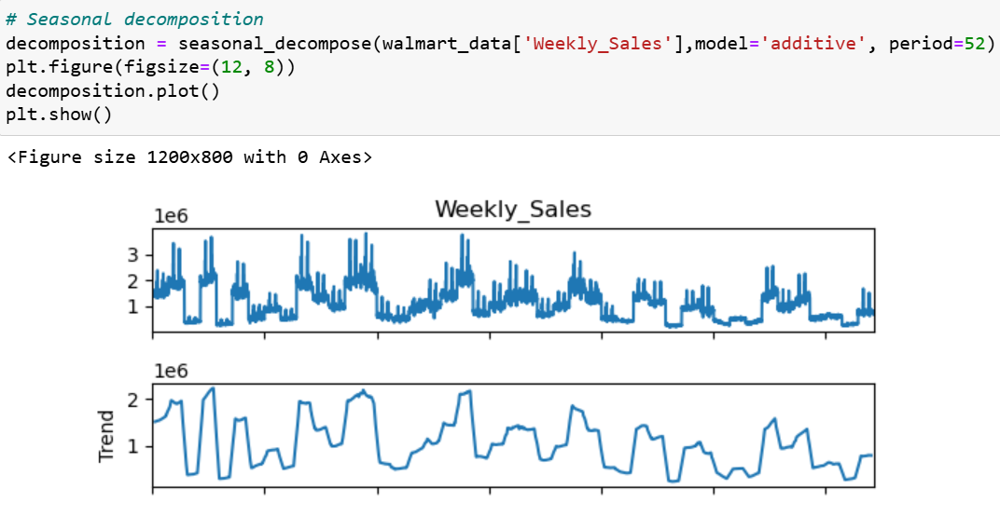 # Seasonal decomposition
decomposition = seasonal_decompose(walmart_data['Weekly_Sales'],model='additive', period=52)
plt.figure(figsize=(12, 8))
decomposition.plot()
plt.show()
<Figure size 1200x800 with 0 Axes>
Weekly_Sales
1e6
3
2
1
1e6
2
1
Trend